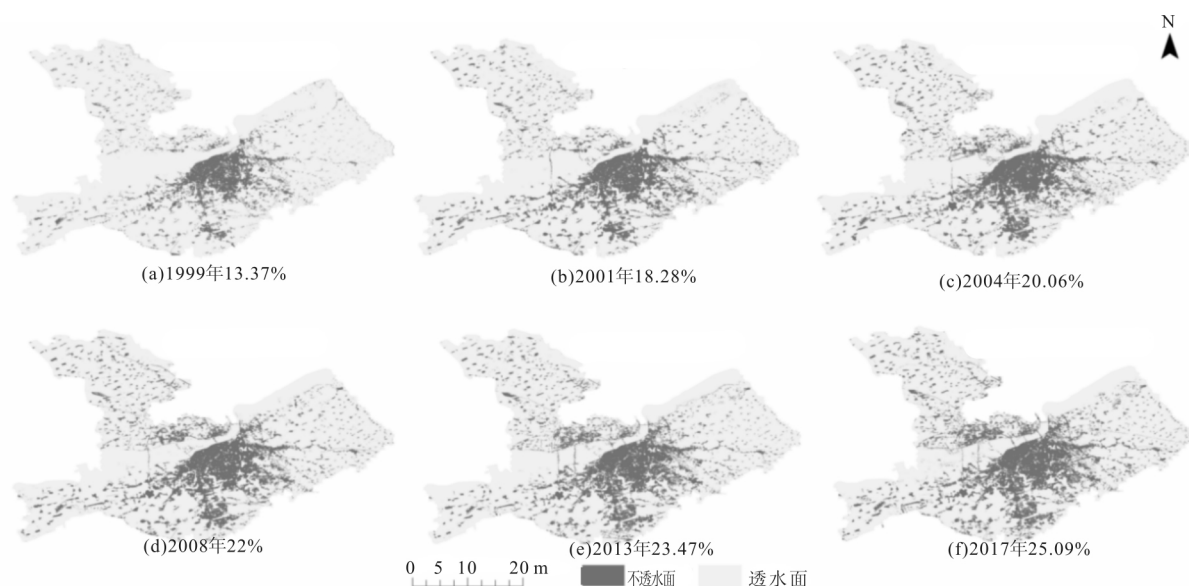 N
(a)1999年13.37%
(b)2001年18.28%
(c)2004年20.06%
(d)2008年22%
(e)2013年23.47%
(f)2017年25.09%
0 5 10 20 m
不透水面
透水面